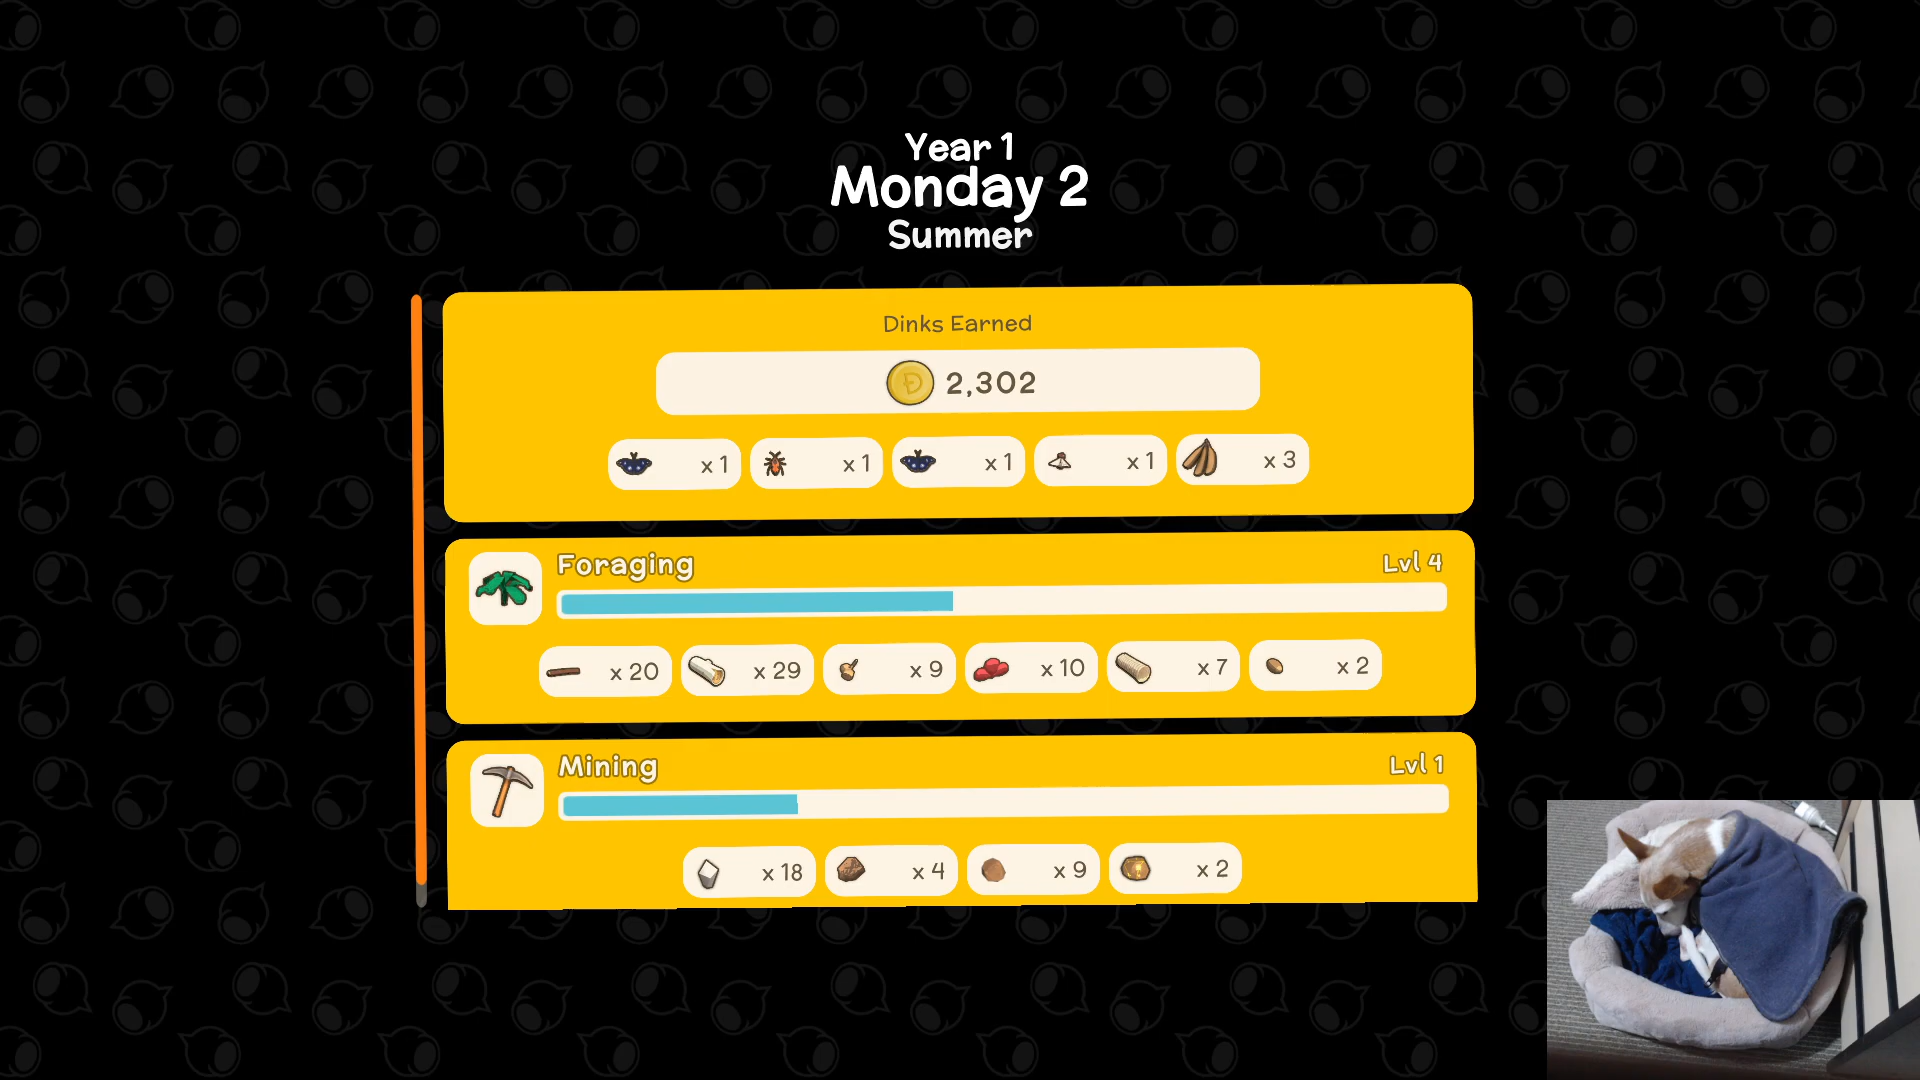 Year 1
Monday 2
Summer
Dinks Earned
2,302
x 1
x 1
x 1
x 1
x 3
Foraging
Lvl 4
x 20
x 29
x 9
x 10
x 7
x 2
Mining
Lvl 1
x 18
x 4
x 9
x 2